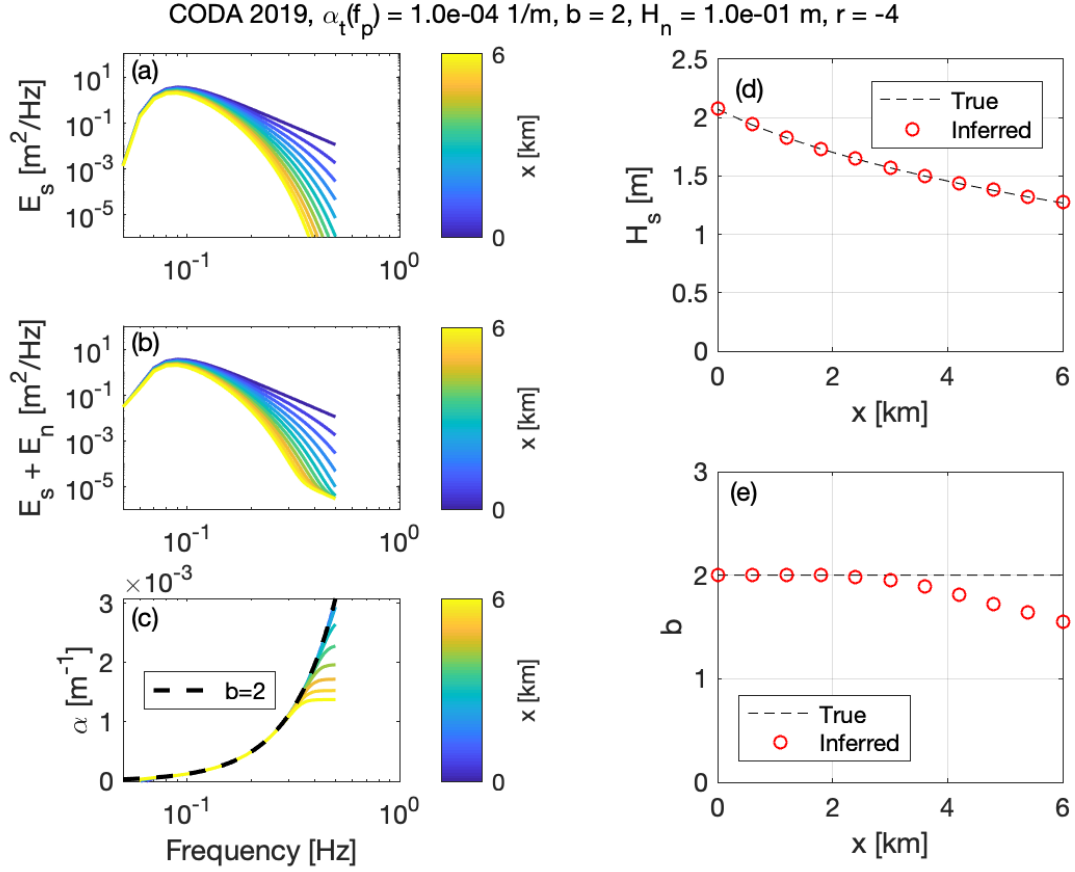 CODA 2019, α_t(f_p) = 1.0e-04 1/m, b = 2, H_n = 1.0e-01 m, r = -4
(a)
E_s [m^2/Hz]
10^1
10^-1
10^-3
10^-5
10^-1
10^0
6
0
x [km]
(b)
E_s + E_n [m^2/Hz]
10^1
10^-1
10^-3
10^-5
10^-1
10^0
6
0
x [km]
×10^-3
(c)
α [m^-1]
3
2
1
0
b=2
10^-1
10^0
Frequency [Hz]
6
0
x [km]
(d)
H_s [m]
2.5
2
1.5
1
0.5
0
True
Inferred
0
2
4
6
x [km]
(e)
b
3
2
1
0
True
Inferred
0
2
4
6
x [km]